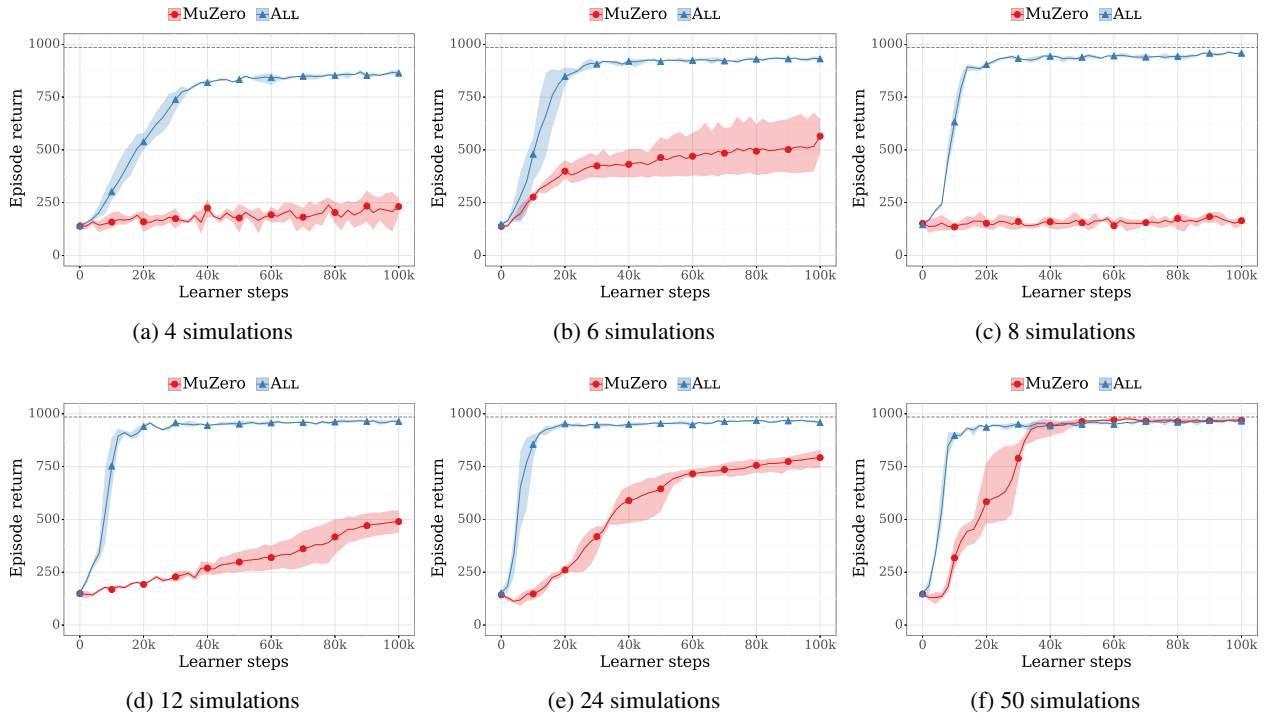 MuZero ALL
MuZero ALL
MuZero ALL
1000
750
500
250
0
Episode return
0 20k 40k 60k 80k 100k
Learner steps
(a) 4 simulations
1000
750
500
250
0
Episode return
0 20k 40k 60k 80k 100k
Learner steps
(b) 6 simulations
1000
750
500
250
0
Episode return
0 20k 40k 60k 80k 100k
Learner steps
(c) 8 simulations
MuZero ALL
MuZero ALL
MuZero ALL
1000
750
500
250
0
Episode return
0 20k 40k 60k 80k 100k
Learner steps
(d) 12 simulations
1000
750
500
250
0
Episode return
0 20k 40k 60k 80k 100k
Learner steps
(e) 24 simulations
1000
750
500
250
0
Episode return
0 20k 40k 60k 80k 100k
Learner steps
(f) 50 simulations